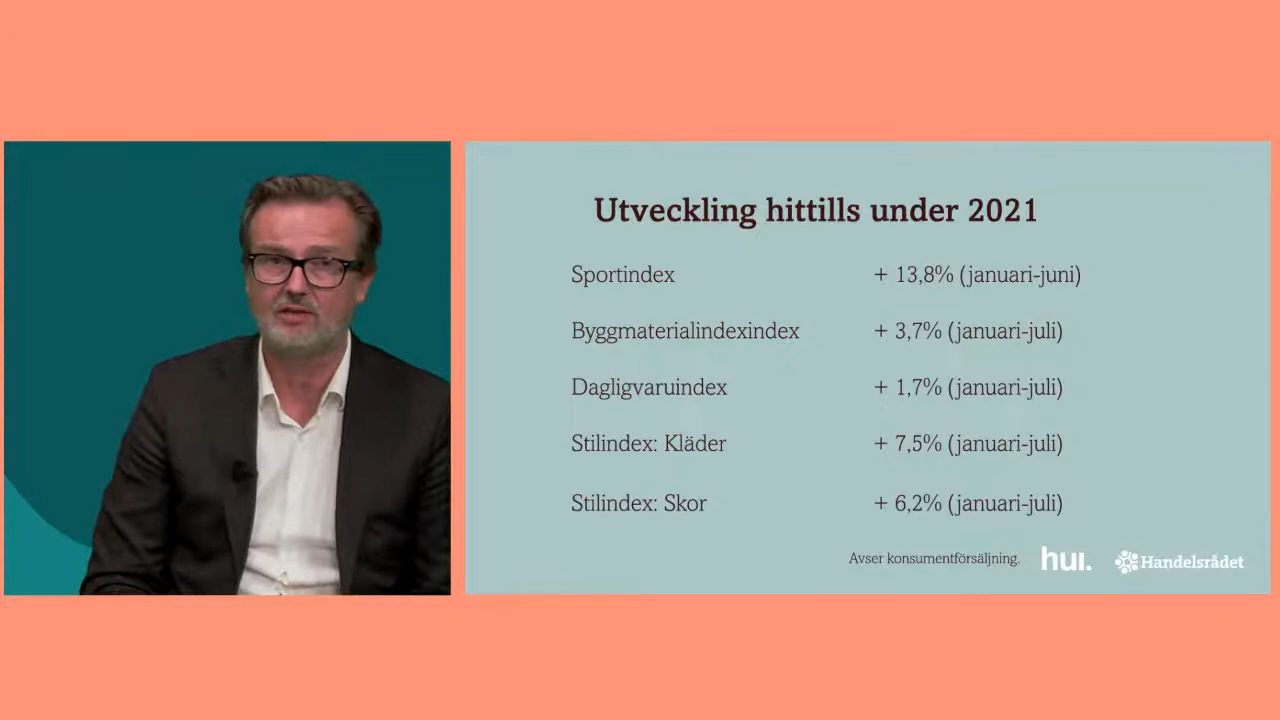 Utveckling hittills under 2021
Sportindex + 13,8% (januari-juni)
Byggmaterialindexindex + 3,7% (januari-juli)
Dagligvaruindex + 1,7% (januari-juli)
Stilindex: Kläder + 7,5% (januari-juli)
Stilindex: Skor + 6,2% (januari-juli)
Avser konsumentförsäljning. hui. Handelsrådet